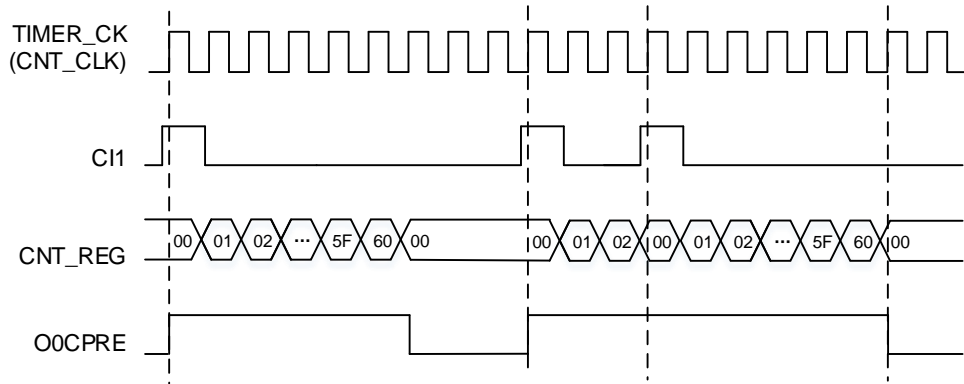 TIMER_CK
(CNT_CLK)
CI1
CNT_REG
00 01 02 ... 5F 60 00 00 01 02 00 01 02 ... 5F 60 00
O0CPRE